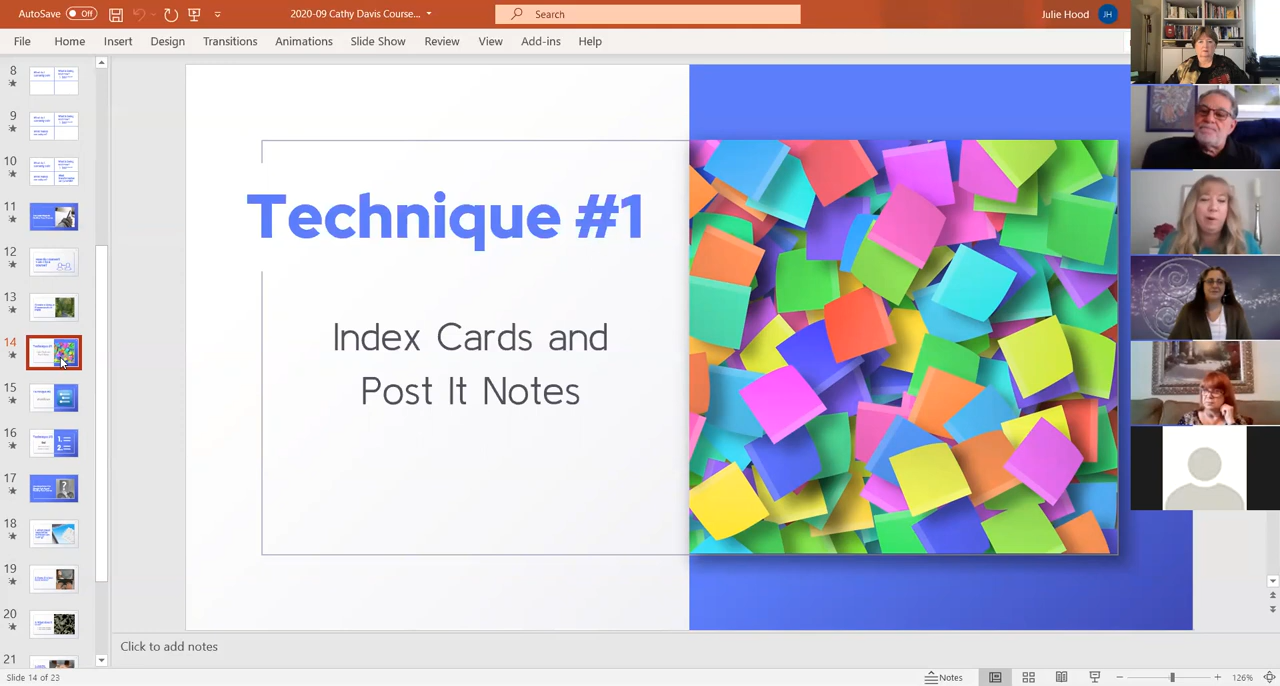 AutoSave Off
2020-09 Cathy Davis Course...
Search
Julie Hood JH
File Home Insert Design Transitions Animations Slide Show Review View Add-ins Help
8
9
10
11
12
13
14
15
16
17
18
19
20
21
Technique #1
Index Cards and
Post It Notes
Click to add notes
Slide 14 of 23
Notes
126%